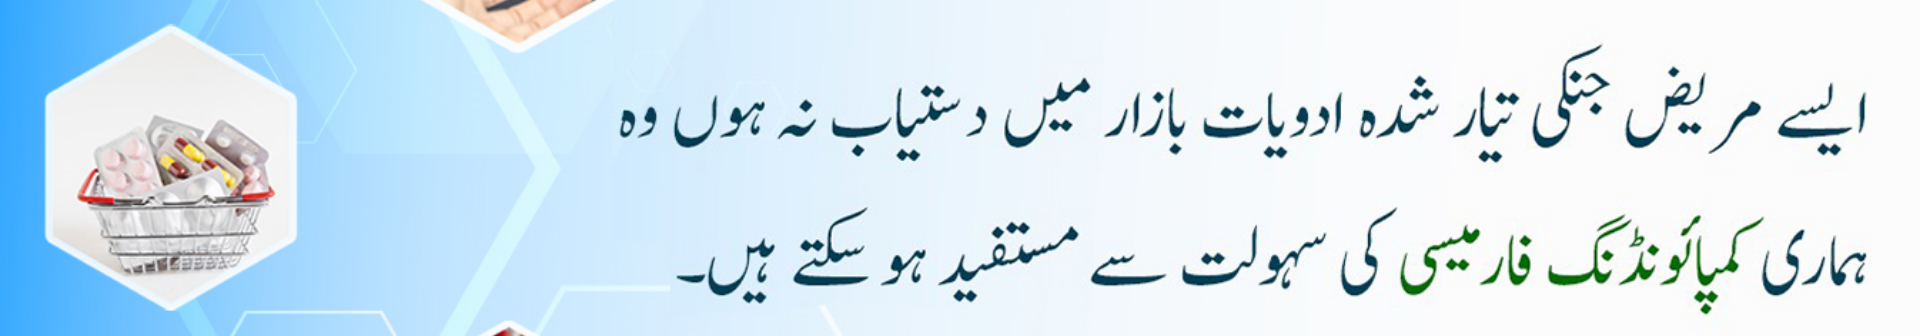 ایسے مریض جنکی تیار شدہ ادویات بازار میں دستیاب نہ ہوں وہ
ہماری کمپائونڈنگ فارمیسی کی سہولت سے مستفید ہو سکتے ہیں۔